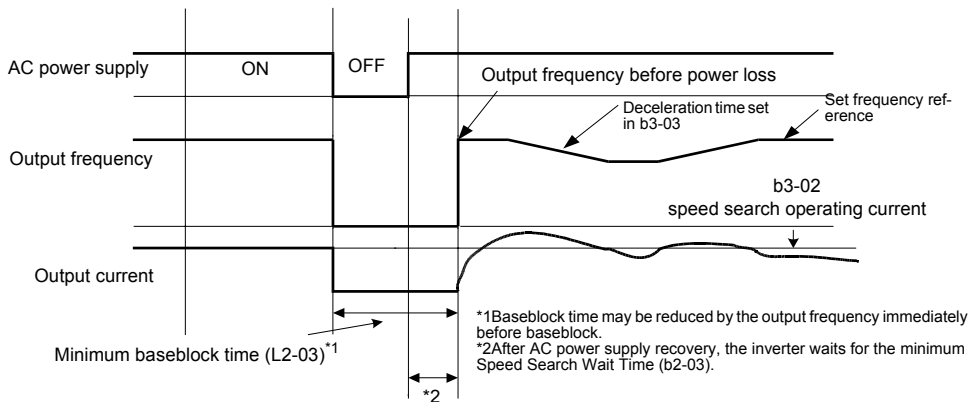 AC power supply
ON
OFF
Output frequency before power loss
Deceleration time set
in b3-03
Set frequency ref-
erence
Output frequency
b3-02
speed search operating current
Output current
Minimum baseblock time (L2-03)*1
*1Baseblock time may be reduced by the output frequency immediately
before baseblock.
*2After AC power supply recovery, the inverter waits for the minimum
Speed Search Wait Time (b2-03).
*2